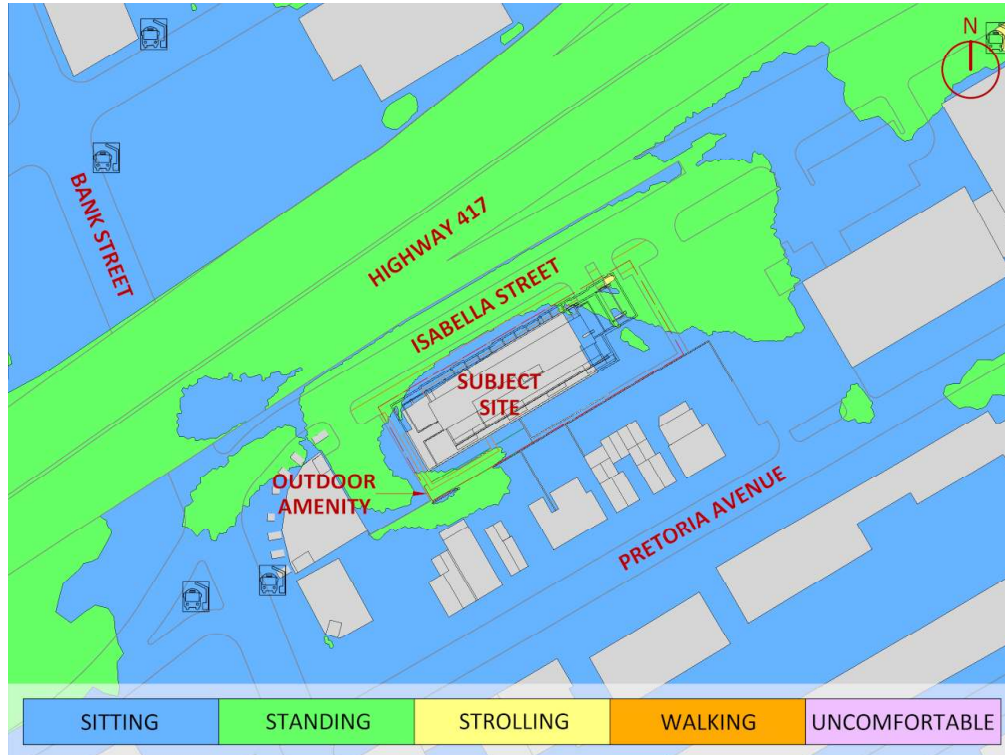 N
BANK STREET
HIGHWAY 417
ISABELLA STREET
SUBJECT
SITE
OUTDOOR
AMENITY
PRETORIA AVENUE
SITTING
STANDING
STROLLING
WALKING
UNCOMFORTABLE